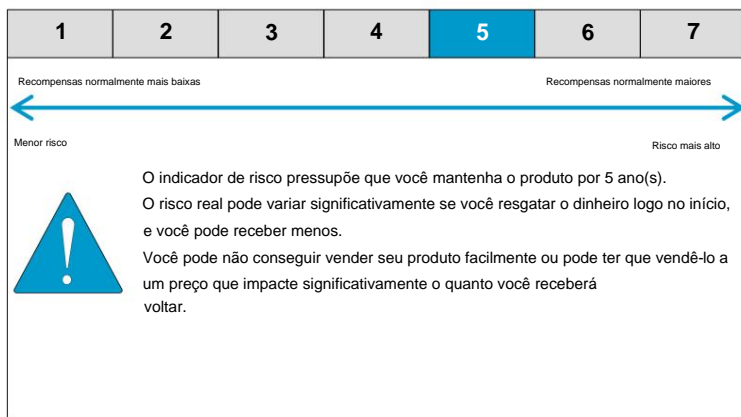 1 2 3 4 5 6 7
Recompensas normalmente mais baixas Recompensas normalmente maiores
Menor risco Risco mais alto
O indicador de risco pressupõe que você mantenha o produto por 5 ano(s).
O risco real pode variar significativamente se você resgatar o dinheiro logo no início,
e você pode receber menos.
Você pode não conseguir vender seu produto facilmente ou pode ter que vendê-lo a
um preço que impacte significativamente o quanto você receberá
voltar.